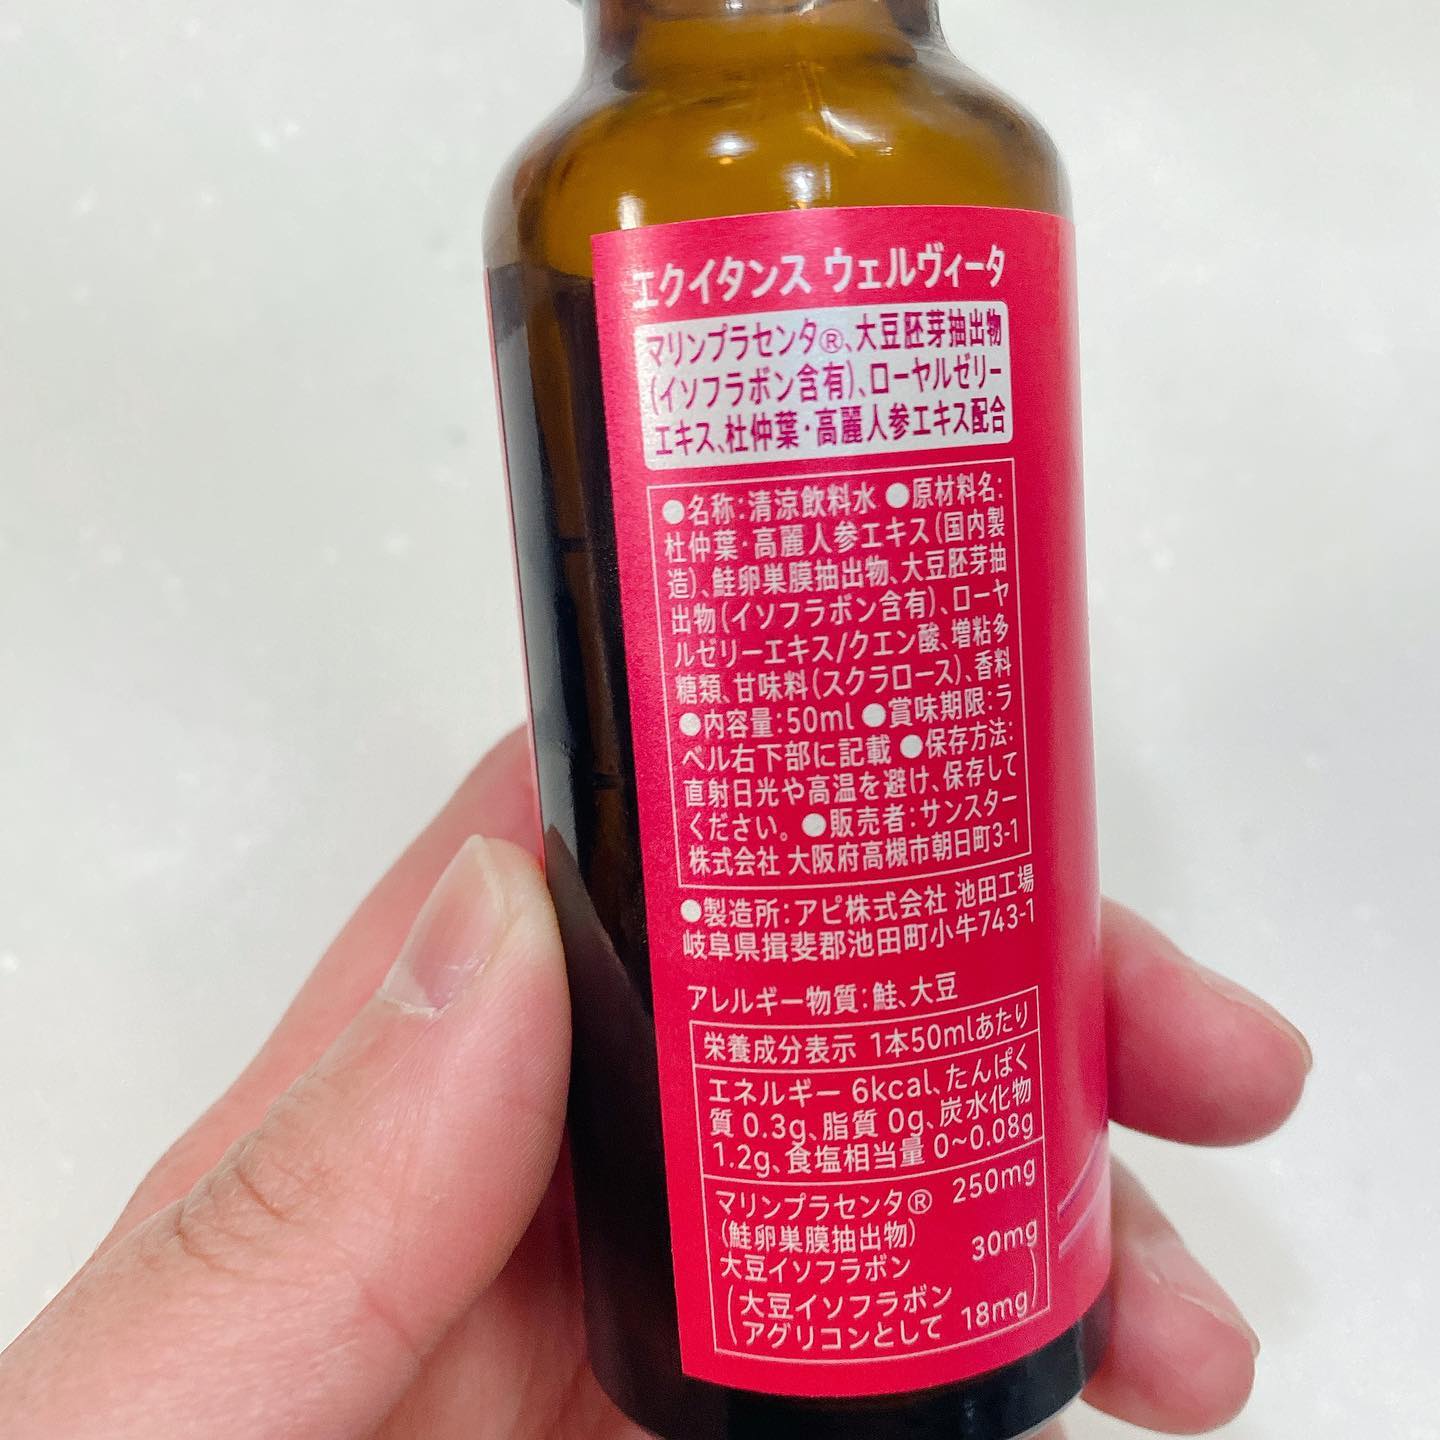 エクイタンス ウェルヴィータ
マリンプラセンタ®、大豆胚芽抽出物
(イソフラボン含有)、ローヤルゼリー
エキス、杜仲葉・高麗人参エキス配合
●名称:清涼飲料水 ●原材料名:
杜仲葉・高麗人参エキス(国内製
造)、鮭卵巣膜抽出物、大豆胚芽抽
出物(イソフラボン含有)、ローヤ
ルゼリーエキス/クエン酸、増粘多
糖類、甘味料(スクラロース)、香料
●内容量:50ml ●賞味期限:ラ
ベル右下部に記載 ●保存方法:
直射日光や高温を避け、保存して
ください。 ●販売者:サンスター
株式会社 大阪府高槻市朝日町3-1
●製造所:アピ株式会社 池田工場
岐阜県揖斐郡池田町小牛743-1
アレルギー物質:鮭、大豆
栄養成分表示 1本50mlあたり
エネルギー 6kcal、たんぱく
質 0.3g、脂質 0g、炭水化物
1.2g、食塩相当量 0~0.08g
マリンプラセンタ® 250mg
(鮭卵巣膜抽出物)
大豆イソフラボン 30mg
(大豆イソフラボン
アグリコンとして 18mg)